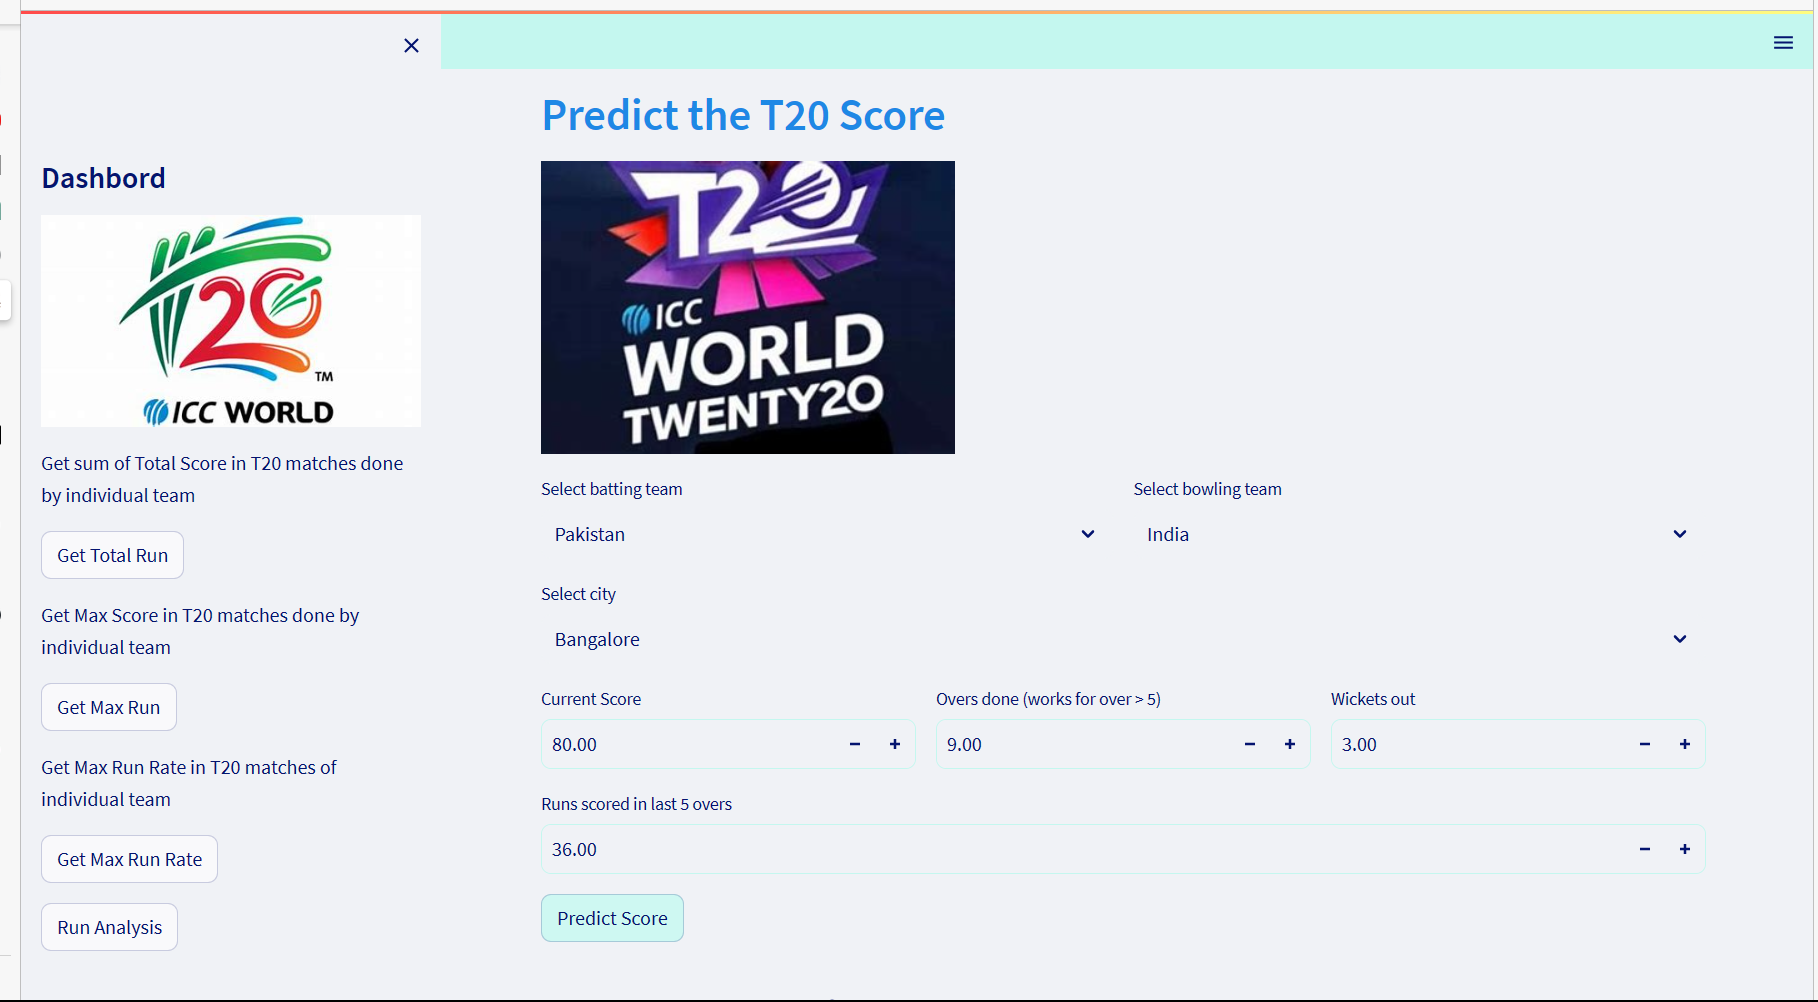 Dashbord
T20
TM
ICC WORLD
Get sum of Total Score in T20 matches done
by individual team
Get Total Run
Get Max Score in T20 matches done by
individual team
Get Max Run
Get Max Run Rate in T20 matches of
individual team
Get Max Run Rate
Run Analysis
Predict the T20 Score
T20
ICC
WORLD
TWENTY20
Select batting team
Select bowling team
Pakistan
India
Select city
Bangalore
Current Score
Overs done (works for over > 5)
Wickets out
80.00
9.00
3.00
Runs scored in last 5 overs
36.00
Predict Score